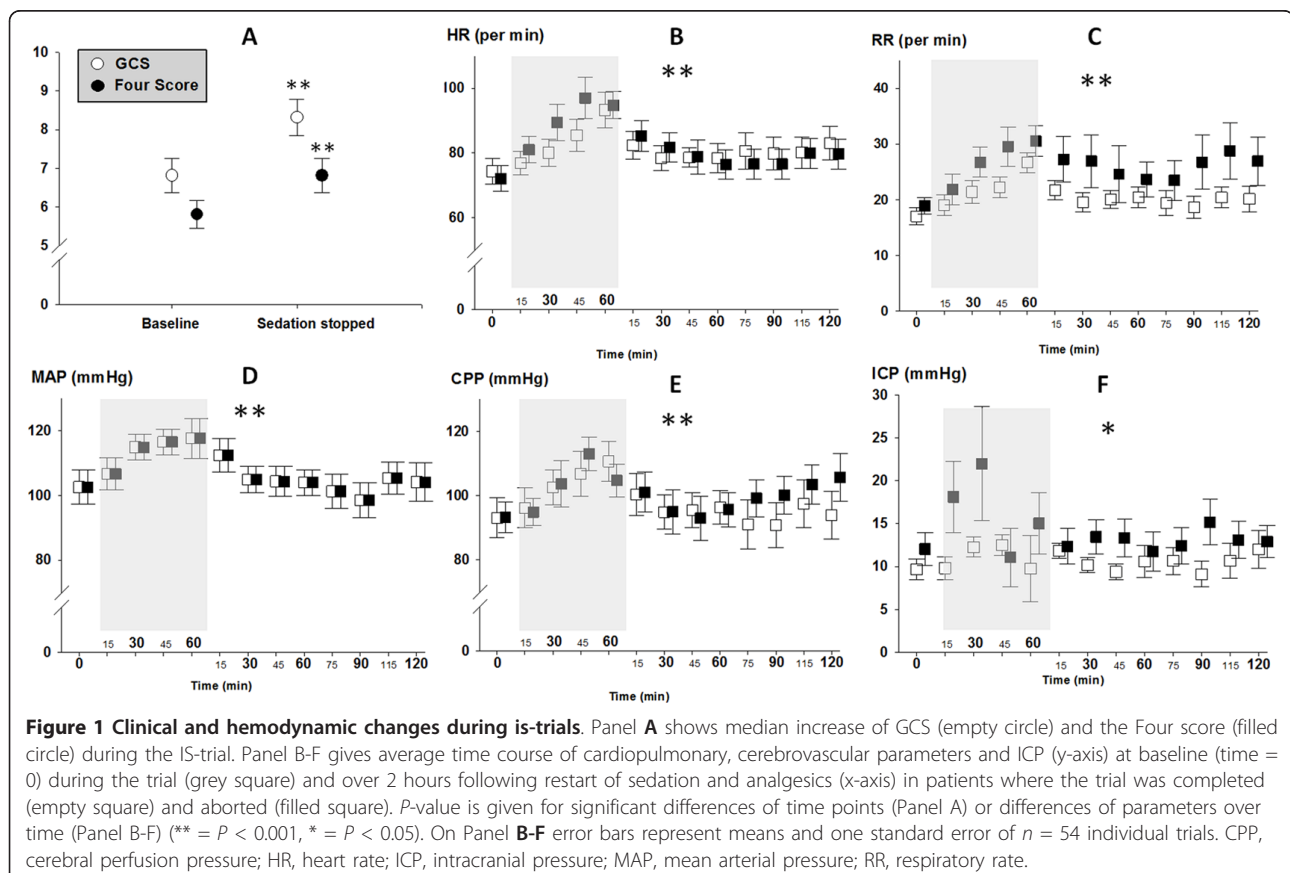 A
10
9
8
7
6
5
0
GCS
Four Score
**
**
Baseline
Sedation stopped
HR (per min)
B
**
100
80
60
0
15 30 45 60
0 15 30 45 60 75 90 115 120
Time (min)
RR (per min)
C
**
40
30
20
10
0
15 30 45 60
0 15 30 45 60 75 90 115 120
Time (min)
MAP (mmHg)
D
**
120
100
80
0
15 30 45 60
0 15 30 45 60 75 90 115 120
Time (min)
CPP (mmHg)
E
**
120
100
80
0
15 30 45 60
0 15 30 45 60 75 90 115 120
Time (min)
ICP (mmHg)
F
*
30
25
20
15
10
5
0
15 30 45 60
0 15 30 45 60 75 90 115 120
Time (min)
Figure 1 Clinical and hemodynamic changes during is-trials. Panel A shows median increase of GCS (empty circle) and the Four score (filled
circle) during the IS-trial. Panel B-F gives average time course of cardiopulmonary, cerebrovascular parameters and ICP (y-axis) at baseline (time =
0) during the trial (grey square) and over 2 hours following restart of sedation and analgesics (x-axis) in patients where the trial was completed
(empty square) and aborted (filled square). P-value is given for significant differences of time points (Panel A) or differences of parameters over
time (Panel B-F) (** = P < 0.001, * = P < 0.05). On Panel B-F error bars represent means and one standard error of n = 54 individual trials. CPP,
cerebral perfusion pressure; HR, heart rate; ICP, intracranial pressure; MAP, mean arterial pressure; RR, respiratory rate.